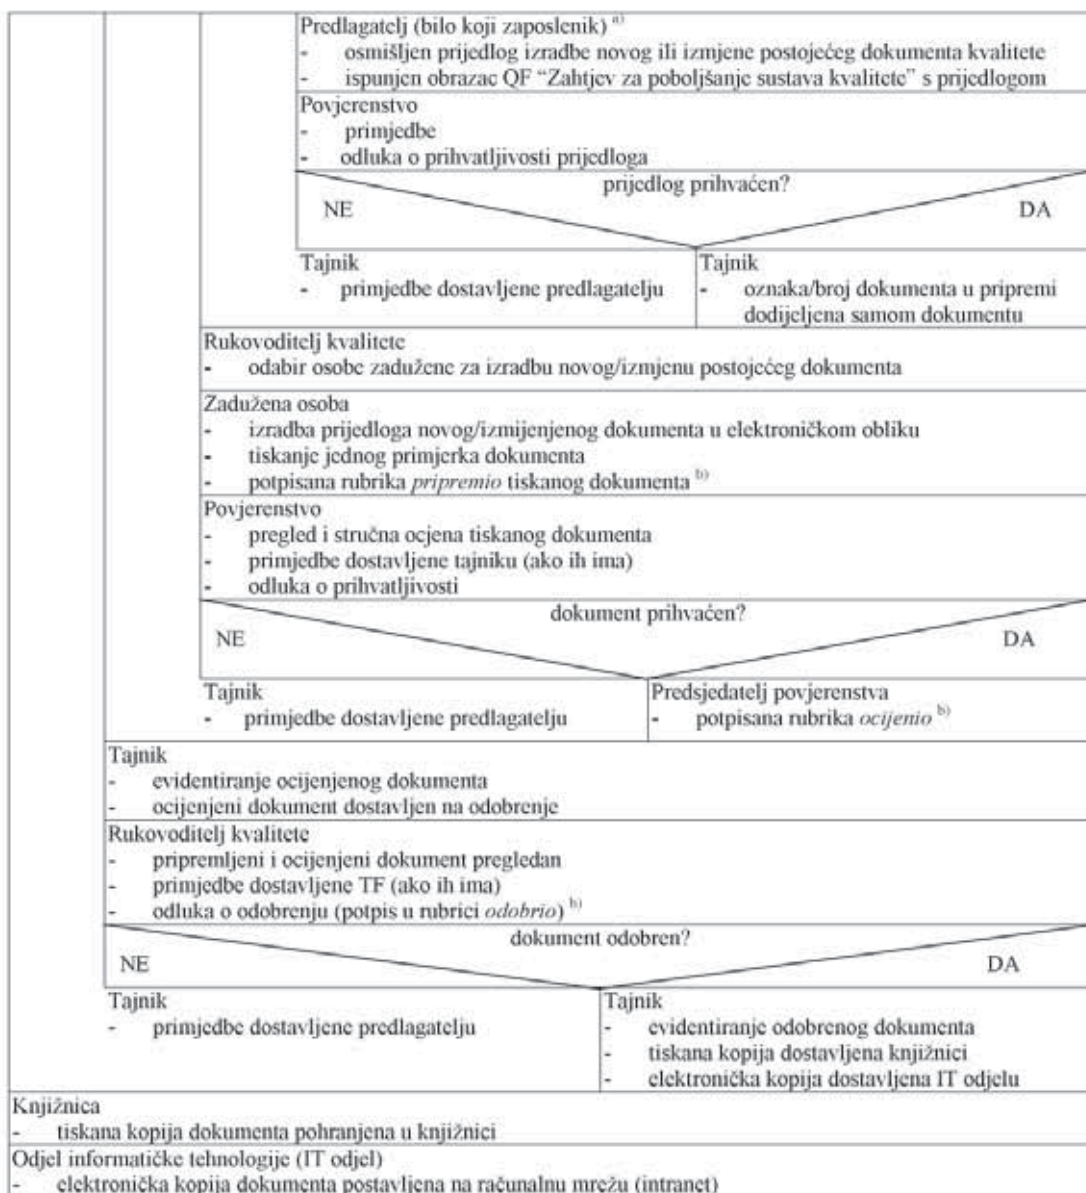 Predlagatelj (bilo koji zaposlenik) a)
- osmišljen prijedlog izradbe novog ili izmjene postojećeg dokumenta kvalitete
- ispunjen obrazac QF “Zahtjev za poboljšanje sustava kvalitete” s prijedlogom
Povjerenstvo
- primjedbe
- odluka o prihvatljivosti prijedloga
prijedlog prihvaćen?
NE DA
Tajnik
- primjedbe dostavljene predlagatelju
Tajnik
- oznaka/broj dokumenta u pripremi
dodijeljena samom dokumentu
Rukovoditelj kvalitete
- odabir osobe zadužene za izradbu novog/izmjenu postojećeg dokumenta
Zadužena osoba
- izradba prijedloga novog/izmijenjenog dokumenta u elektroničkom obliku
- tiskanje jednog primjerka dokumenta
- potpisana rubrika pripremio tiskanog dokumenta b)
Povjerenstvo
- pregled i stručna ocjena tiskanog dokumenta
- primjedbe dostavljene tajniku (ako ih ima)
- odluka o prihvatljivosti
dokument prihvaćen?
NE DA
Tajnik
- primjedbe dostavljene predlagatelju
Predsjedatelj povjerenstva
- potpisana rubrika ocijenio b)
Tajnik
- evidentiranje ocijenjenog dokumenta
- ocijenjeni dokument dostavljen na odobrenje
Rukovoditelj kvalitete
- pripremljeni i ocijenjeni dokument pregledan
- primjedbe dostavljene TF (ako ih ima)
- odluka o odobrenju (potpis u rubrici odobrio) b)
dokument odobren?
NE DA
Tajnik
- primjedbe dostavljene predlagatelju
Tajnik
- evidentiranje odobrenog dokumenta
- tiskana kopija dostavljena knjižnici
- elektronička kopija dostavljena IT odjelu
Knjižnica
- tiskana kopija dokumenta pohranjena u knjižnici
Odjel informatičke tehnologije (IT odjel)
- elektronička kopija dokumenta postavljena na računalnu mrežu (intranet)